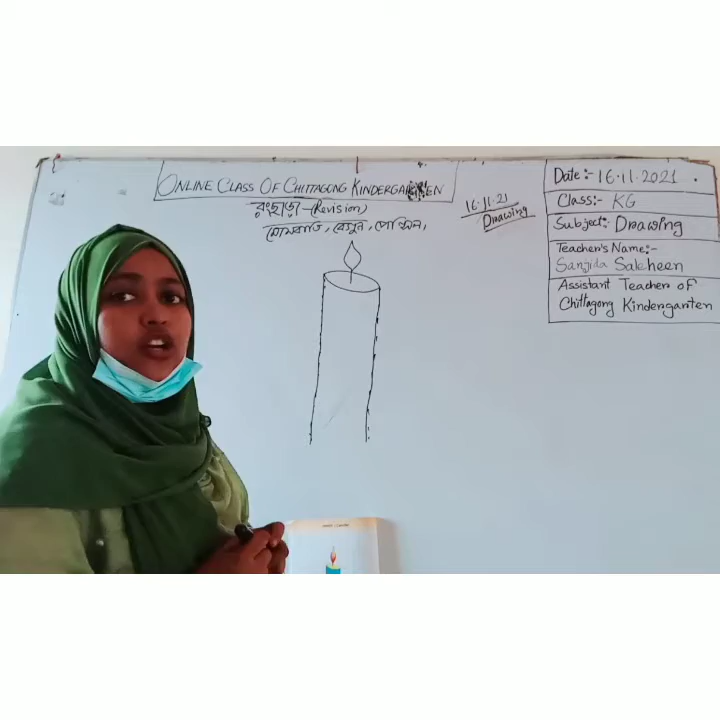 ONLINE CLASS OF CHITTAGONG KINDERGARTEN
রংছাড়া -(Revision)
মোমবাতি, বেলুন, পেন্সিল,
16.11.21
Drawing
Date:- 16.11.2021 .
Class:- KG
Subject:- Drawing
Teacher's Name:-
Sanjida Saleheen
Assistant Teacher of
Chittagong Kindergarten